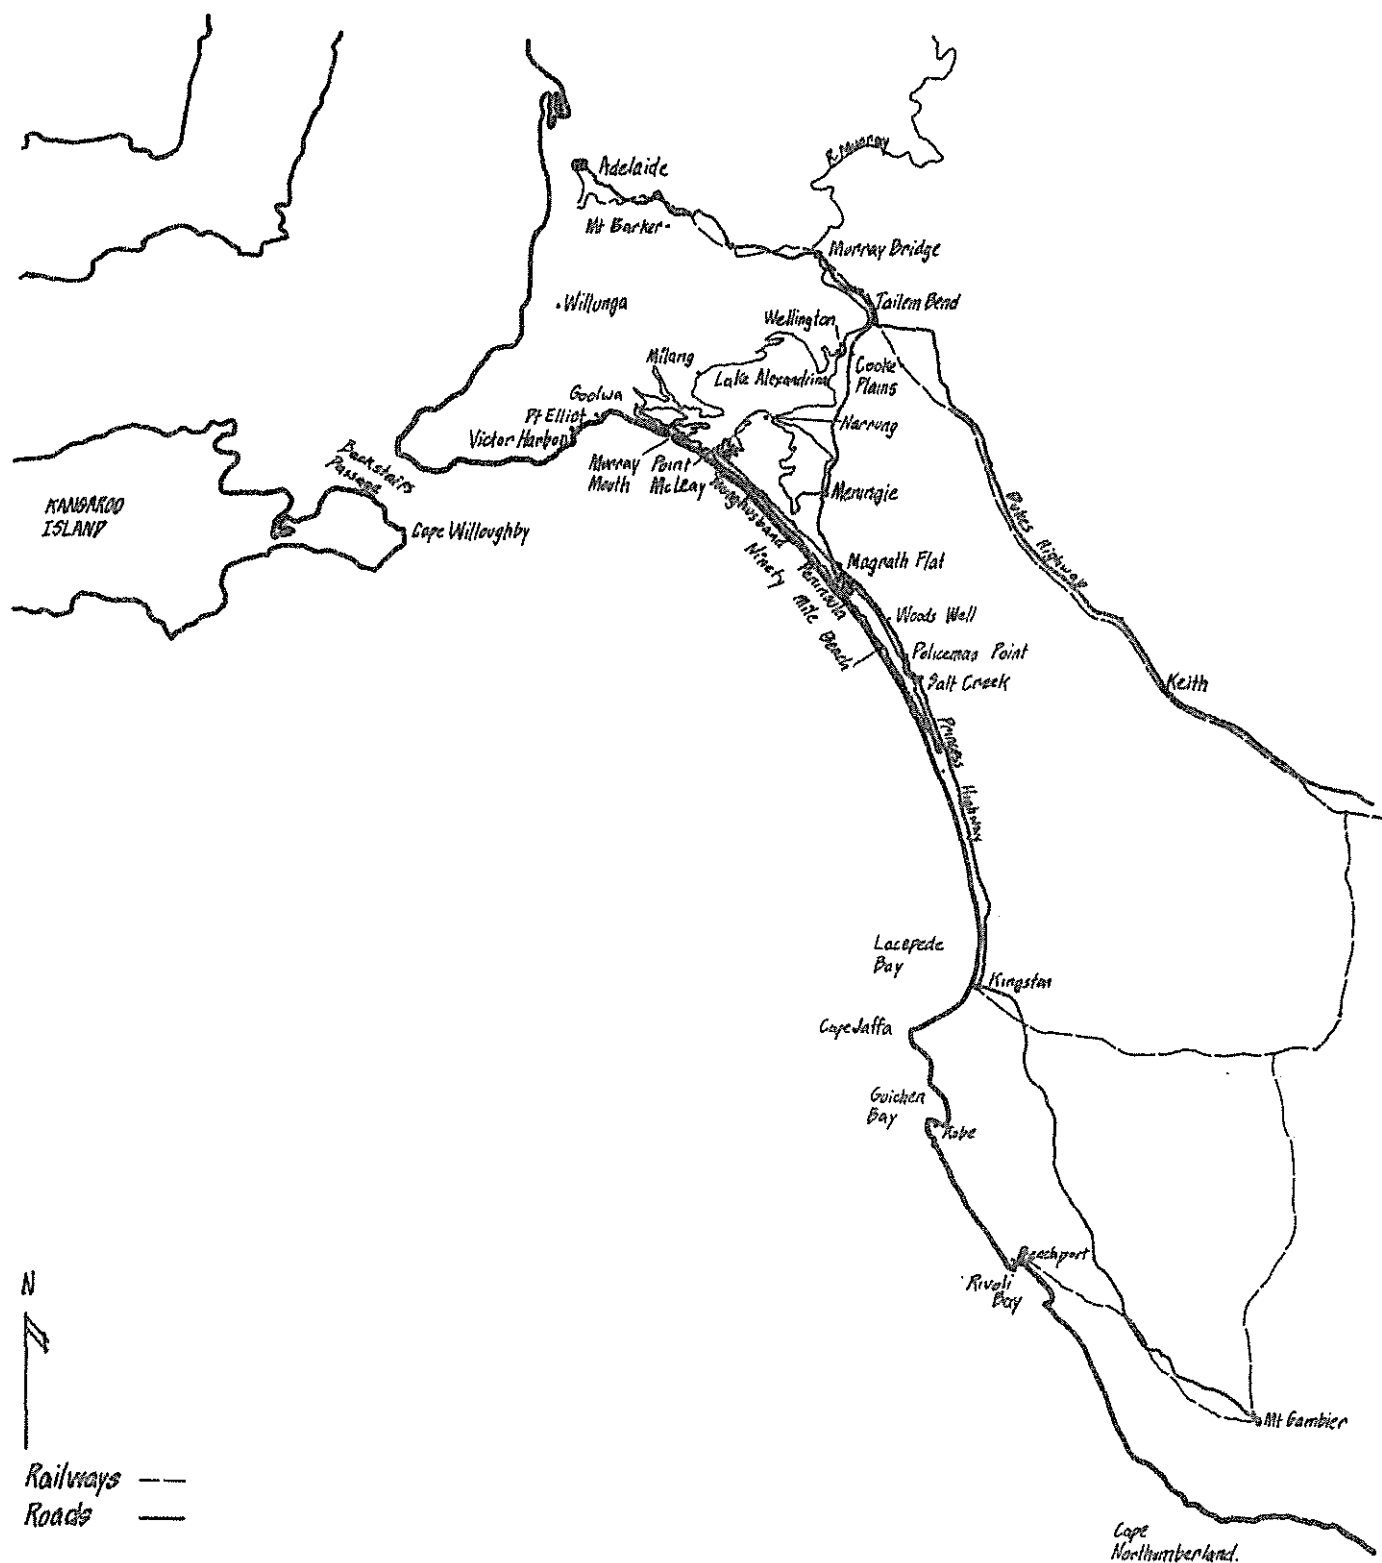 R. Murray
Adelaide
Mt Barker
Murray Bridge
Willunga
Tailem Bend
Wellington
Milang
Lake Alexandrina
Cooke
Plains
Goolwa
Pt Elliot
Victor Harbor
Narrung
Murray
Mouth
Point
McLeay
Meningie
Backstairs
Passage
KANGAROO
ISLAND
Cape Willoughby
Younghusband
Peninsula
Ninety Mile Beach
Dukes Highway
Magrath Flat
Woods Well
Policeman Point
Salt Creek
Keith
Princess Highway
Lacepede
Bay
Kingston
Cape Jaffa
Guichen
Bay
Robe
Beachport
Rivoli
Bay
N
Mt Gambier
Railways
Roads
Cape
Northumberland.